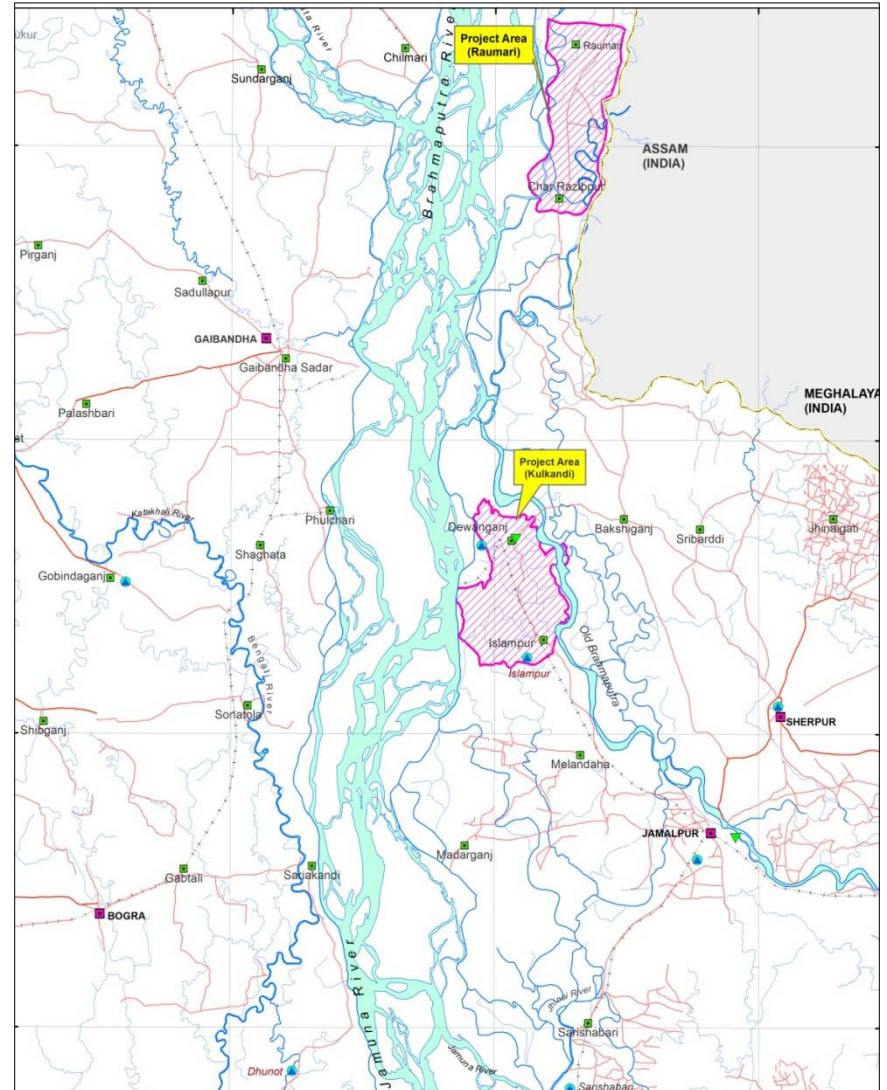 Project Area
(Raumari)
Raumari
Chilmari
Sundarganj
Brahmaputra River
ASSAM
(INDIA)
Char Razibpur
Pirganj
Sadullapur
GAIBANDHA
Gaibandha Sadar
Palashbari
MEGHALAYA
(INDIA)
Project Area
(Kulkandi)
Katakhali River
Phulchari
Dewanganj
Bakshiganj
Sribarddi
Jhinaigati
Shaghata
Gobindaganj
Islampur
Islampur
Old Brahmaputra
Bengali River
Sonatola
Shibganj
SHERPUR
Melandaha
JAMALPUR
Madarganj
Gabtali
Sariakandi
BOGRA
Jamuna River
Jhinai River
Sarishabari
Jamuna River
Dhunot
Sarishabari